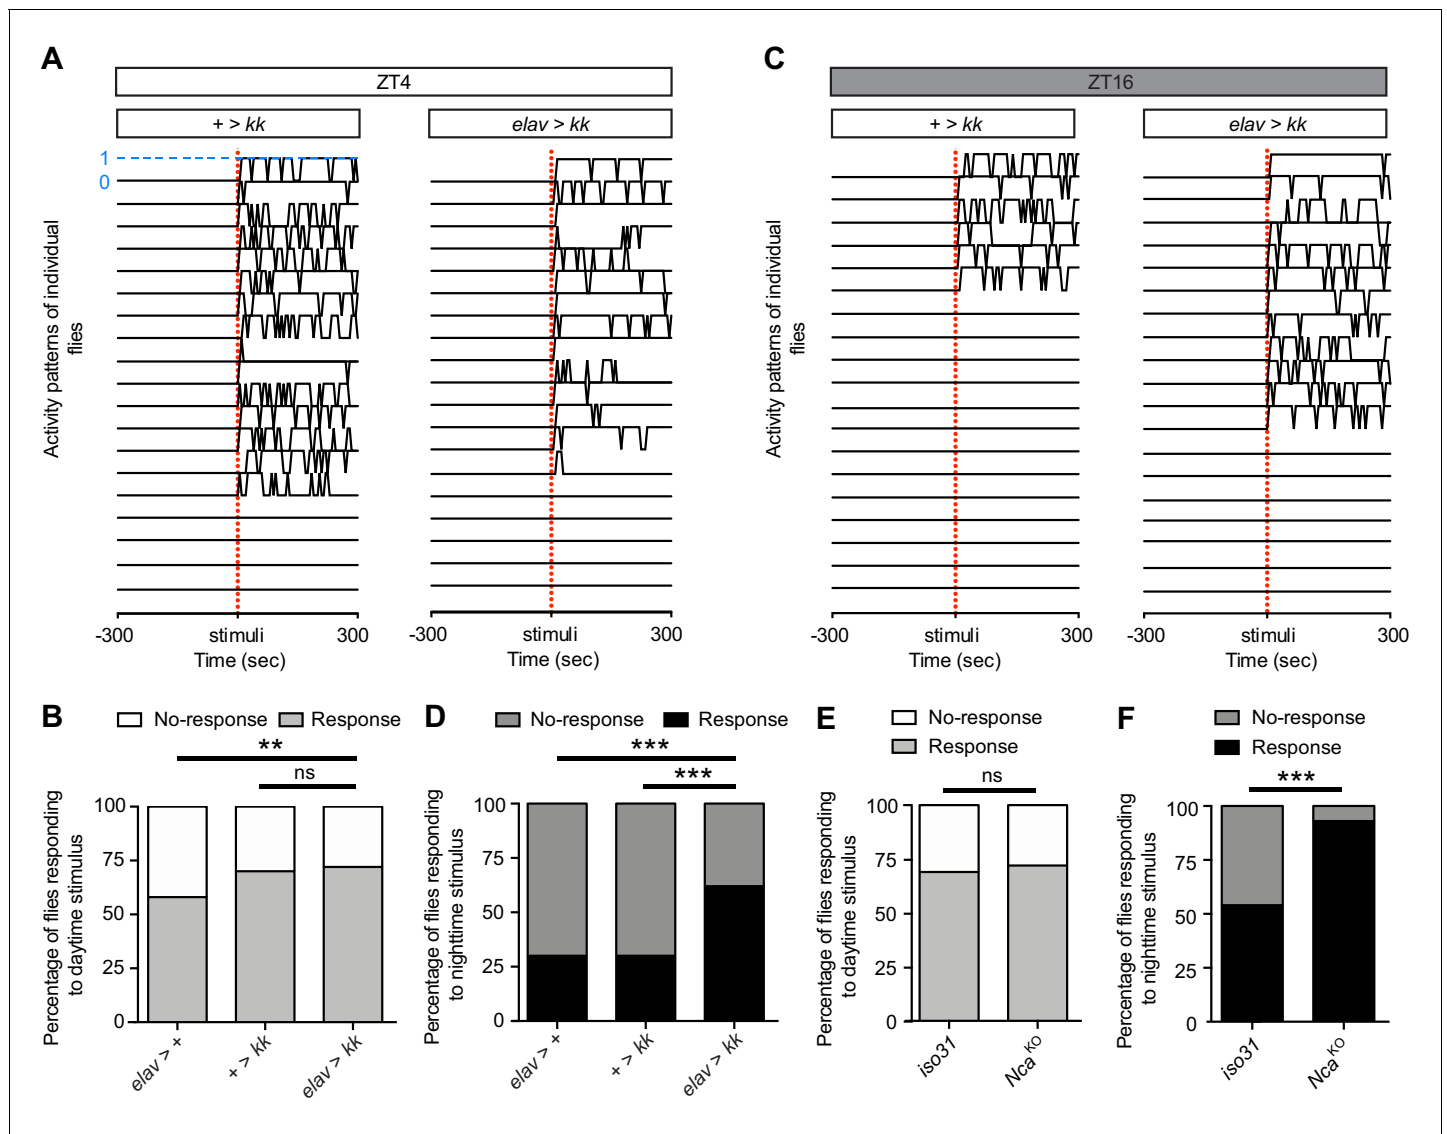 A
ZT4
+ > kk
elav > kk
1
0
Activity patterns of individual
flies
-300
stimuli
300
Time (sec)
-300
stimuli
300
Time (sec)
C
ZT16
+ > kk
elav > kk
Activity patterns of individual
flies
-300
stimuli
300
Time (sec)
-300
stimuli
300
Time (sec)
B
No-response
Response
**
ns
Percentage of flies responding
to daytime stimulus
100
75
50
25
0
elav > +
+ > kk
elav > kk
D
No-response
Response
***
***
Percentage of flies responding
to nighttime stimulus
100
75
50
25
0
elav > +
+ > kk
elav > kk
E
No-response
Response
ns
Percentage of flies responding
to daytime stimulus
100
75
50
25
0
iso31
Nca KO
F
No-response
Response
***
Percentage of flies responding
to nighttime stimulus
100
75
50
25
0
iso31
Nca KO